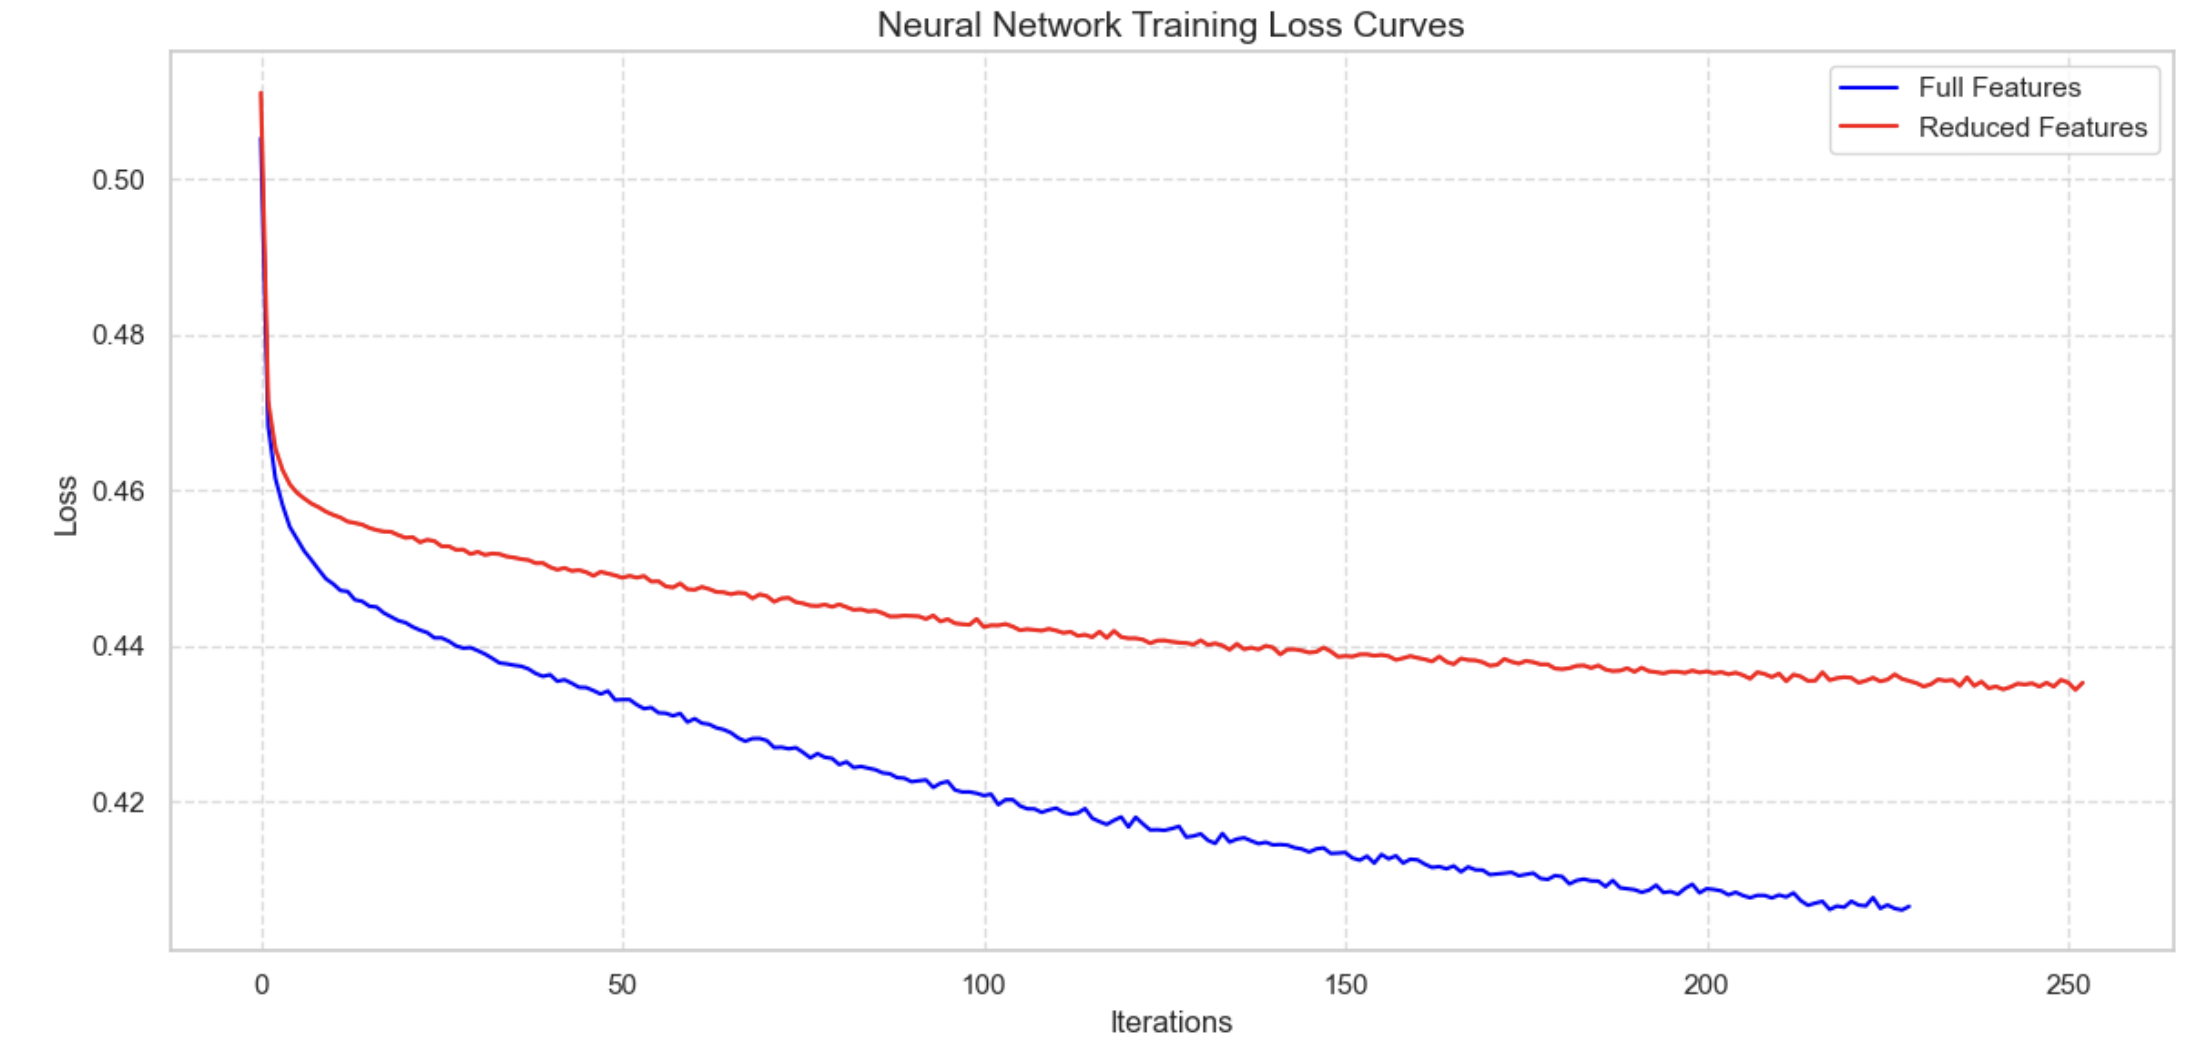 Neural Network Training Loss Curves
Full Features
Reduced Features
Loss
0.50
0.48
0.46
0.44
0.42
0 50 100 150 200 250
Iterations